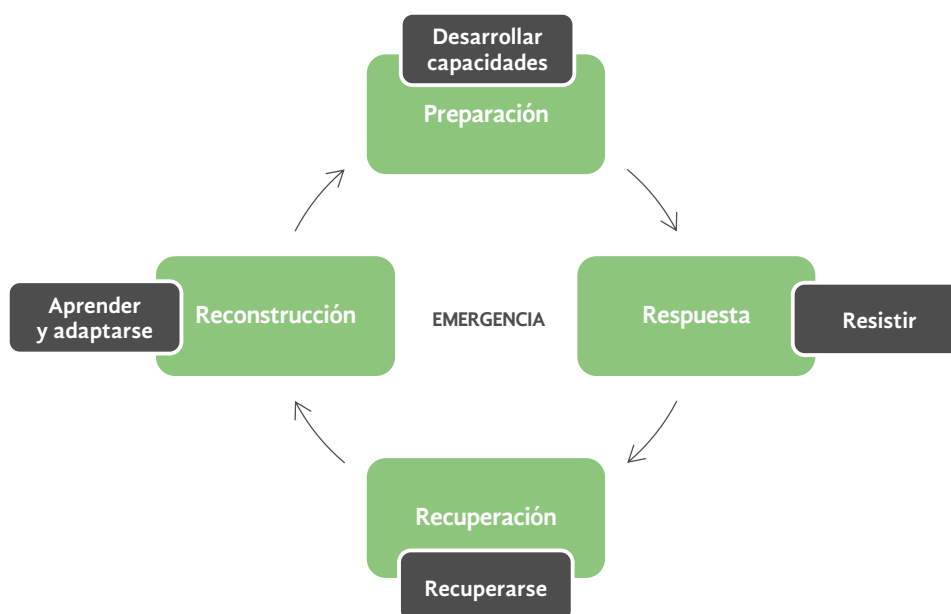 Desarrollar
capacidades
Preparación
Aprender
y adaptarse
Reconstrucción
EMERGENCIA
Respuesta
Resistir
Recuperación
Recuperarse